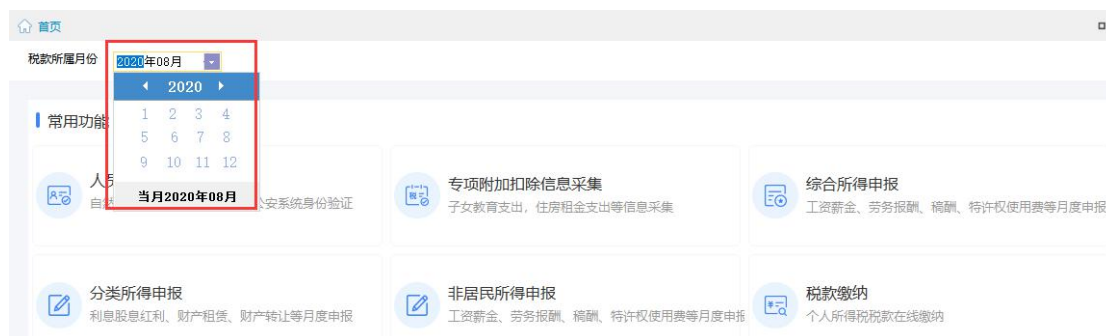 首页
税款所属月份 2020年08月
2020
1 2 3 4
5 6 7 8
9 10 11 12
当月2020年08月
常用功能
人
公安系统身份验证
专项附加扣除信息采集
子女教育支出，住房租金支出等信息采集
综合所得申报
工资薪金、劳务报酬、稿酬、特许权使用费等月度申报
分类所得申报
利息股息红利、财产租赁、财产转让等月度申报
非居民所得申报
工资薪金、劳务报酬、稿酬、特许权使用费等月度申报
税款缴纳
个人所得税税款在线缴纳